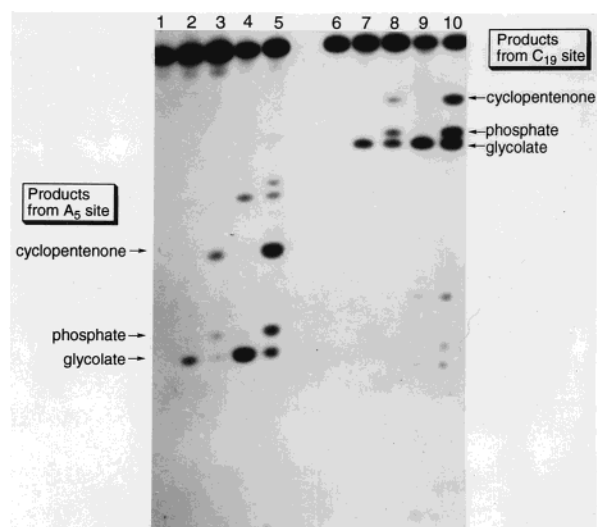 1 2 3 4 5 6 7 8 9 10
Products
from C19 site
cyclopentenone
phosphate
glycolate
Products
from A5 site
cyclopentenone
phosphate
glycolate